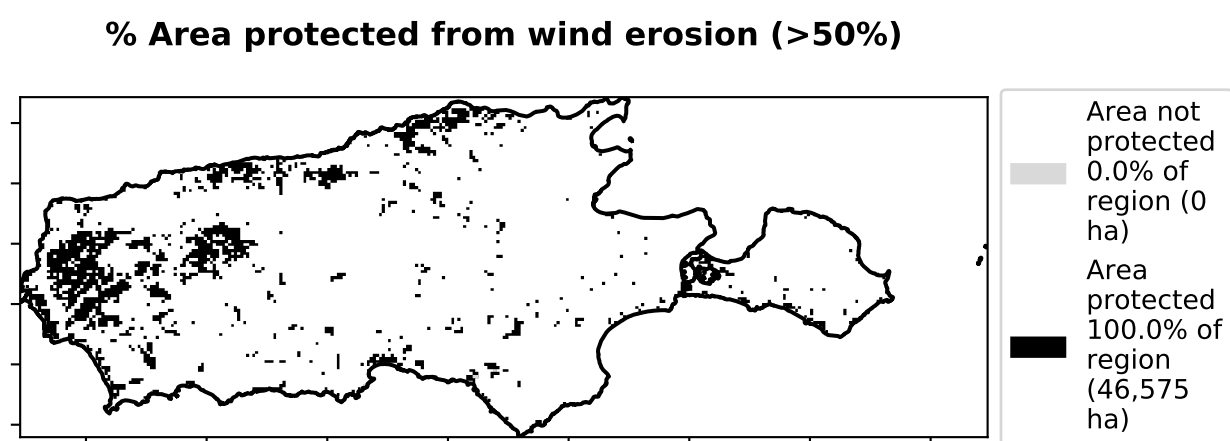 % Area protected from wind erosion (>50%)
Area not
protected
0.0% of
region (0
ha)
Area
protected
100.0% of
region
(46,575
ha)